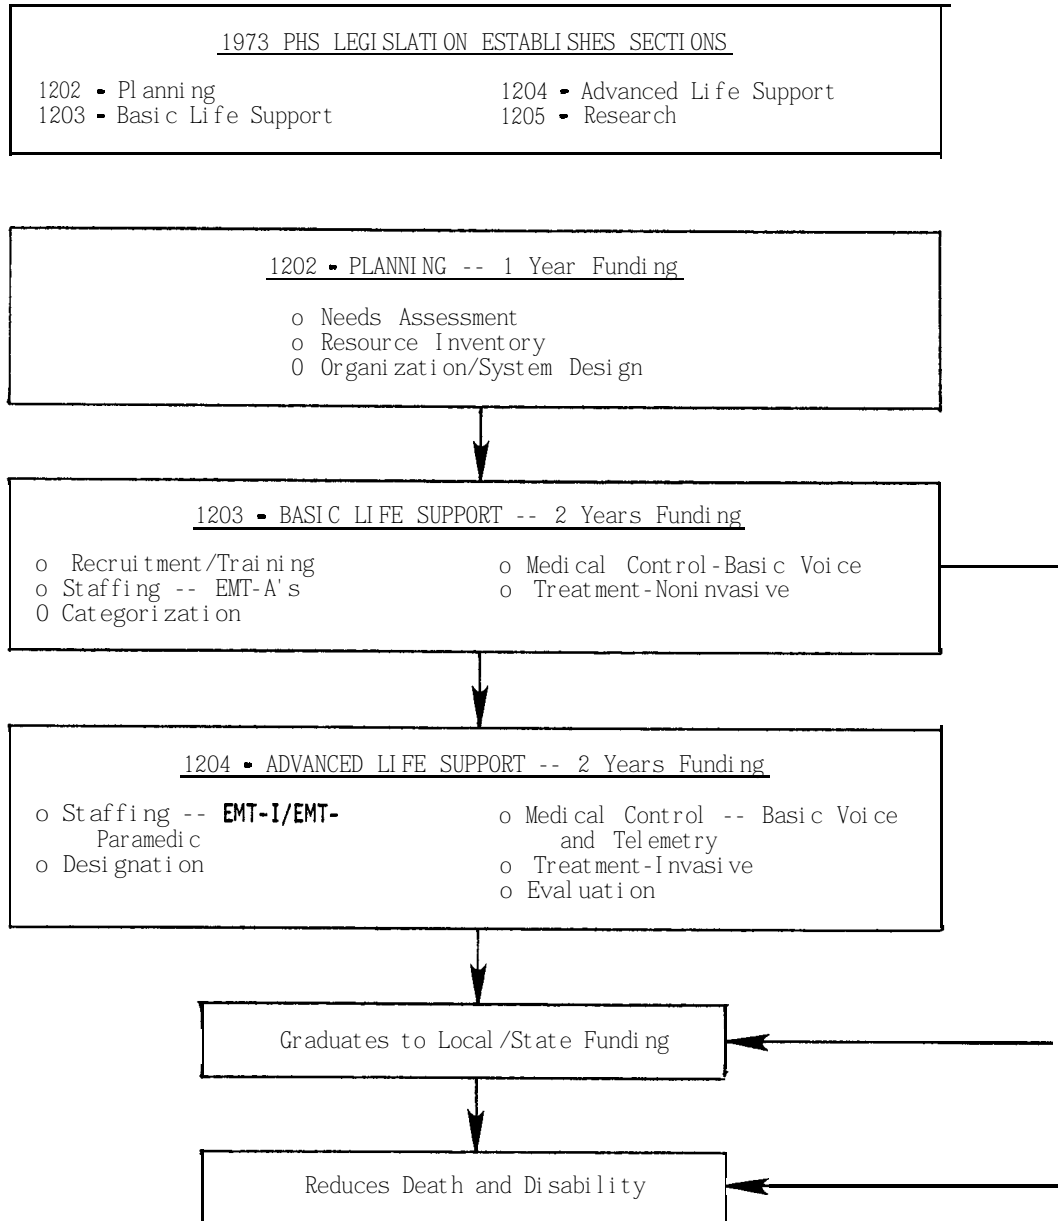 1973 PHS LEGISLATION ESTABLISHES SECTIONS
1202 - Planning
1203 - Basic Life Support
1204 - Advanced Life Support
1205 - Research
1202 - PLANNING -- 1 Year Funding
o Needs Assessment
o Resource Inventory
O Organization/System Design
1203 - BASIC LIFE SUPPORT -- 2 Years Funding
o Recruitment/Training
o Staffing -- EMT-A's
O Categorization
o Medical Control-Basic Voice
o Treatment-Noninvasive
1204 - ADVANCED LIFE SUPPORT -- 2 Years Funding
o Staffing -- EMT-I/EMT-
Paramedic
o Designation
o Medical Control -- Basic Voice
and Telemetry
o Treatment-Invasive
o Evaluation
Graduates to Local/State Funding
Reduces Death and Disability